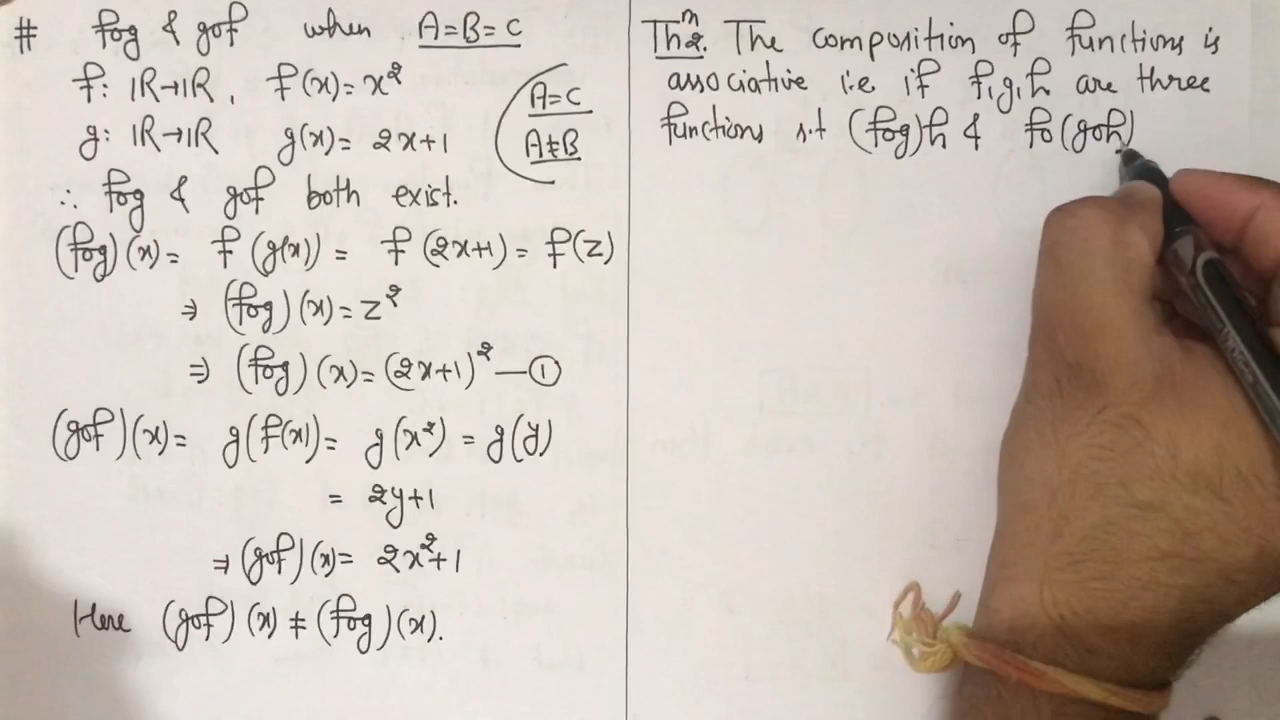 # fog & gof when A=B=C
f: IR→IR, f(x)=x²
g: IR→IR g(x)= 2x+1
A=C
A≠B
∴ fog & gof both exist.
(fog)(x)= f(g(x)) = f(2x+1) = f(z)
⇒ (fog)(x)=z²
⇒ (fog)(x)=(2x+1)² —①
(gof)(x)= g(f(x)= g(x²) = g(y)
= 2y+1
⇒(gof)(x)= 2x²+1
Here (gof)(x)≠(fog)(x).
Thᵐ2. The composition of functions is
associative i.e if f,g,h are three
functions s.t (fog)h & fo(goh)